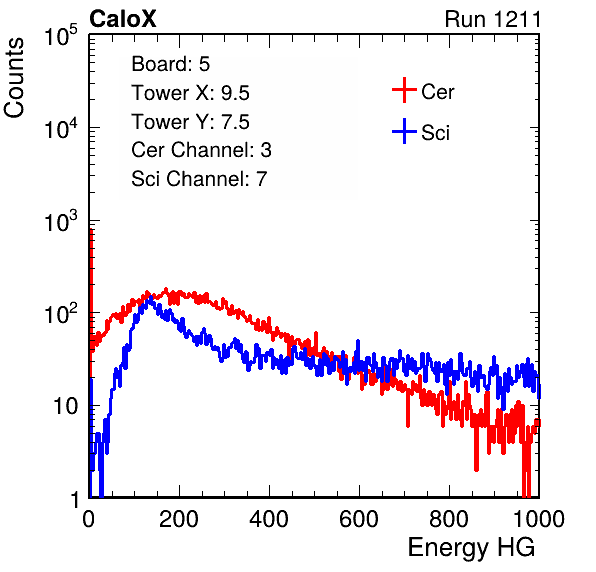 CaloX Run 1211
Counts
10^5
10^4
10^3
10^2
10
1
Board: 5
Tower X: 9.5
Tower Y: 7.5
Cer Channel: 3
Sci Channel: 7
Cer
Sci
0 200 400 600 800 1000
Energy HG